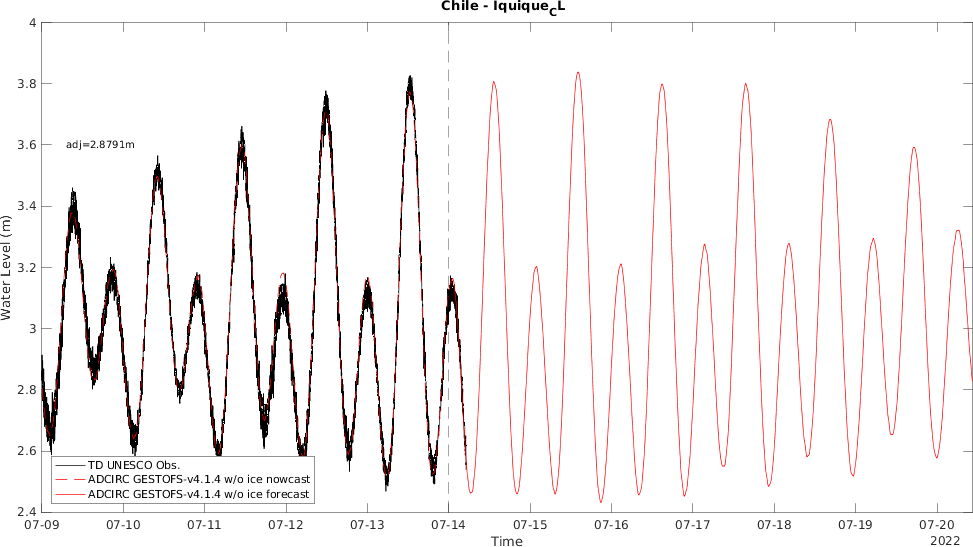 Chile - Iquique_CL
4
3.8
3.6
3.4
3.2
3
2.8
2.6
2.4
Water Level (m)
adj=2.8791m
TD UNESCO Obs.
ADCIRC GESTOFS-v4.1.4 w/o ice nowcast
ADCIRC GESTOFS-v4.1.4 w/o ice forecast
07-09 07-10 07-11 07-12 07-13 07-14 07-15 07-16 07-17 07-18 07-19 07-20
Time
2022